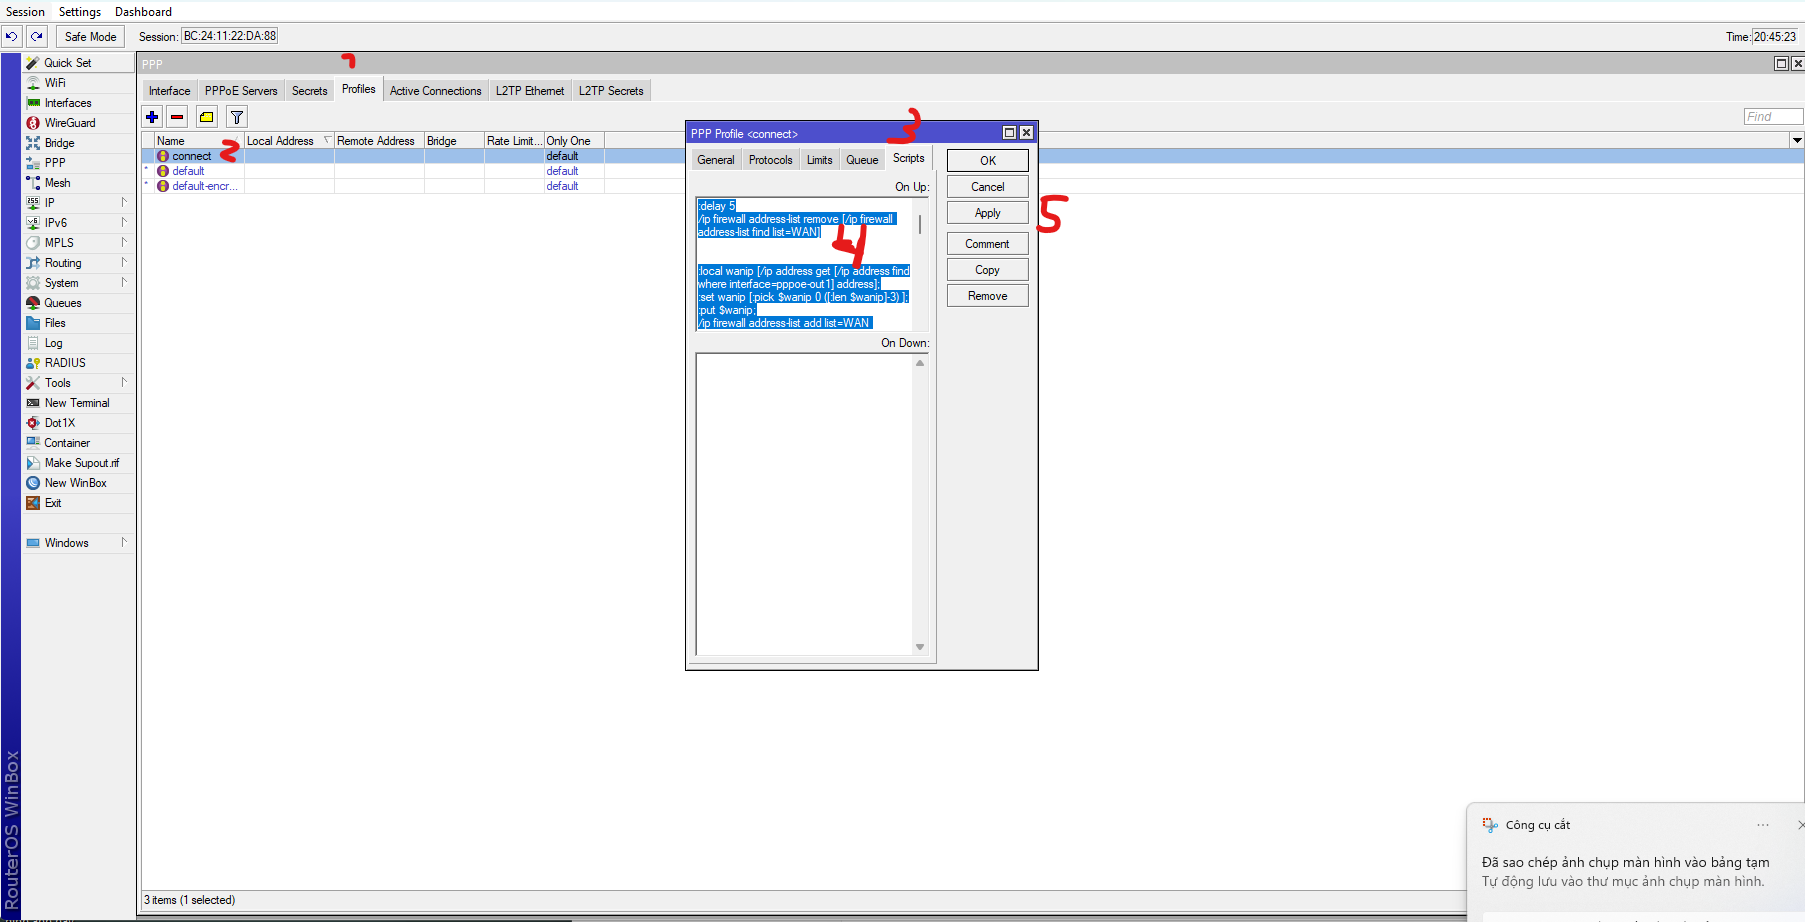 Session Settings Dashboard
Safe Mode Session: BC:24:11:22:DA:88 Time: 20:45:23
Quick Set
WiFi
Interfaces
WireGuard
Bridge
PPP
Mesh
IP
IPv6
MPLS
Routing
System
Queues
Files
Log
RADIUS
Tools
New Terminal
Dot1X
Container
Make Supout.rif
New WinBox
Exit
Windows
RouterOS WinBox
PPP
1
Interface PPPoE Servers Secrets Profiles Active Connections L2TP Ethernet L2TP Secrets
Find
Name Local Address Remote Address Bridge Rate Limit... Only One
connect default
2
* default default
* default-encr... default
3 items (1 selected)
PPP Profile <connect>
3
General Protocols Limits Queue Scripts
On Up:
:delay 5
/ip firewall address-list remove [/ip firewall
address-list find list=WAN]
4
:local wanip [/ip address get [/ip address find
where interface=pppoe-out1] address];
:set wanip [:pick $wanip 0 ([:len $wanip]-3) ];
:put $wanip;
/ip firewall address-list add list=WAN
On Down:
OK
Cancel
Apply
5
Comment
Copy
Remove
Công cụ cắt
Đã sao chép ảnh chụp màn hình vào bảng tạm
Tự động lưu vào thư mục ảnh chụp màn hình.